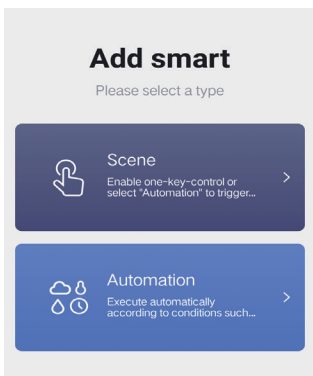 Add smart
Please select a type
Scene
Enable one-key-control or
select "Automation" to trigger...
Automation
Execute automatically
according to conditions such...